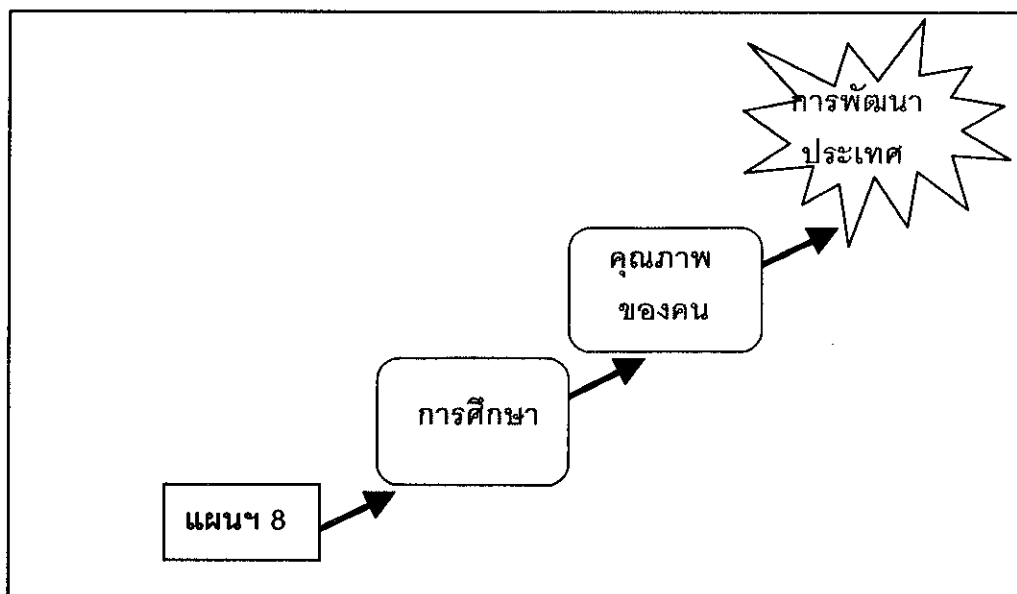 การพัฒนา
ประเทศ
คุณภาพ
ของคน
การศึกษา
แผนฯ 8